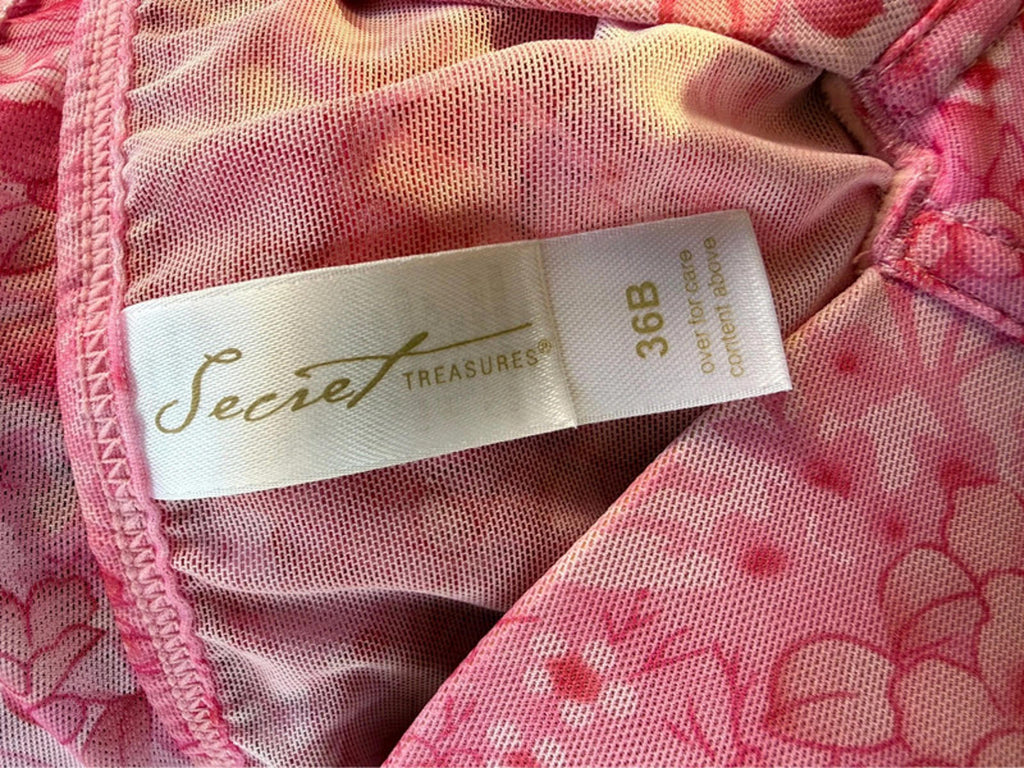 Secret TREASURES®
36B
over for care
content above